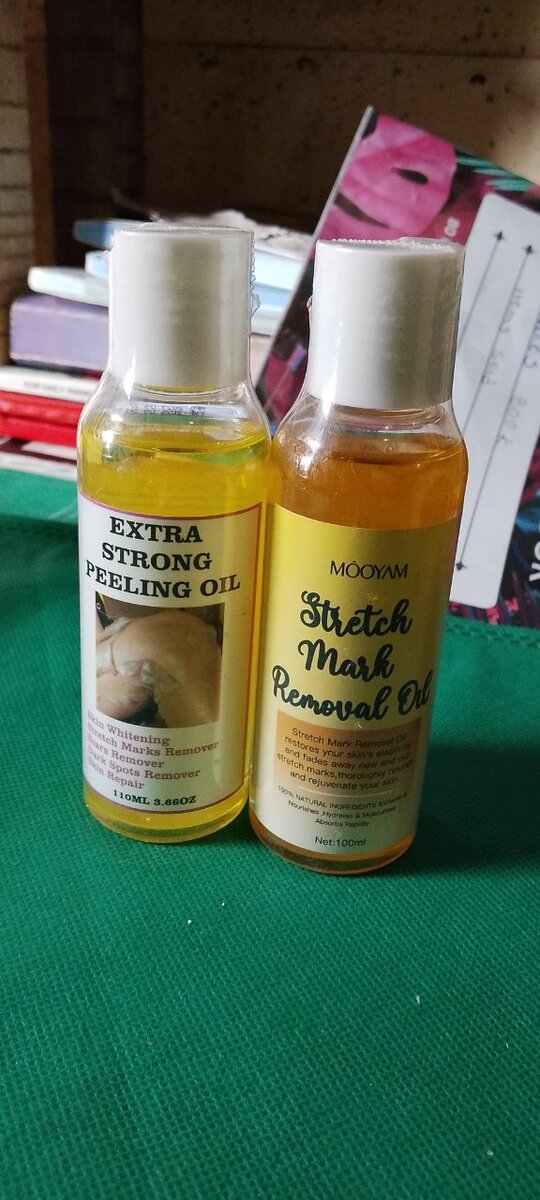 EXTRA
STRONG
PEELING OIL
Skin Whitening
Stretch Marks Remover
Scars Remover
Dark Spots Remover
Skin Repair
110ML 3.66OZ
MOOYAM
Stretch
Mark
Removal Oil
Stretch Mark Removal Oil
restores your skin's elasticity
and fades away new and old
stretch marks,thoroughly nourish
and rejuvenate your skin
100% NATURAL INGREDIENTS
Nourishes ,Hydrates & Moisturizes
Absorbs Rapidly
Net:100ml